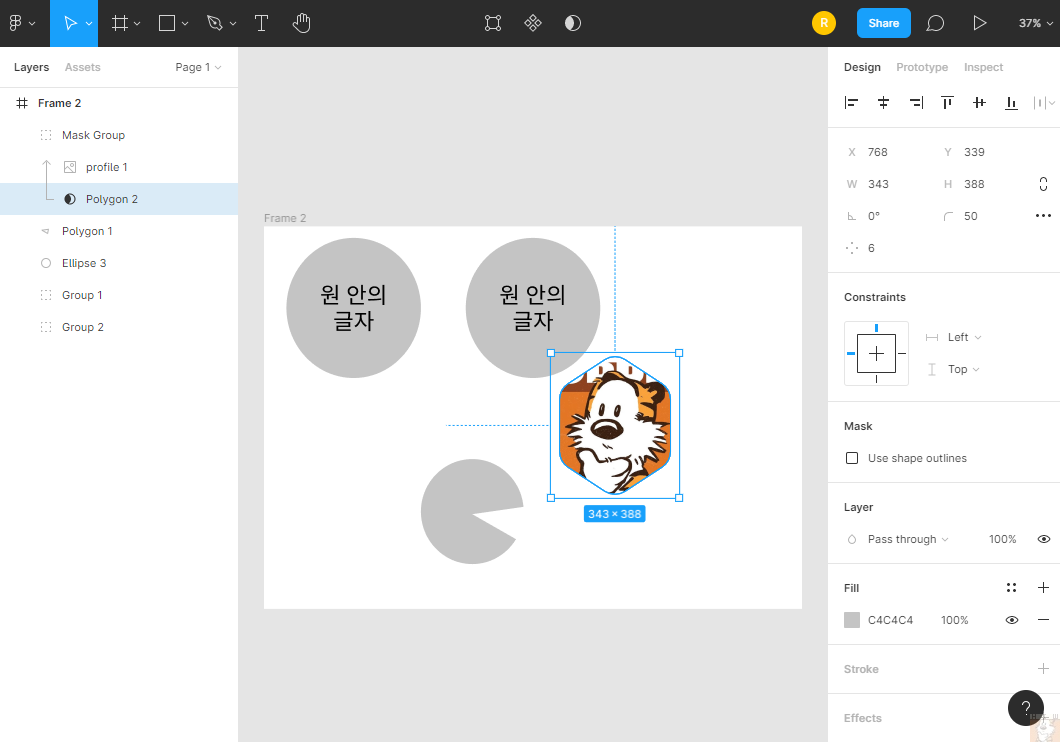 R
Share
37%
Layers
Assets
Page 1
Design
Prototype
Inspect
Frame 2
Mask Group
profile 1
Polygon 2
Polygon 1
Ellipse 3
Group 1
Group 2
Frame 2
원 안의
글자
원 안의
글자
343 × 388
X 768
Y 339
W 343
H 388
0°
50
6
Constraints
Left
Top
Mask
Use shape outlines
Layer
Pass through
100%
Fill
C4C4C4
100%
Stroke
Effects
?